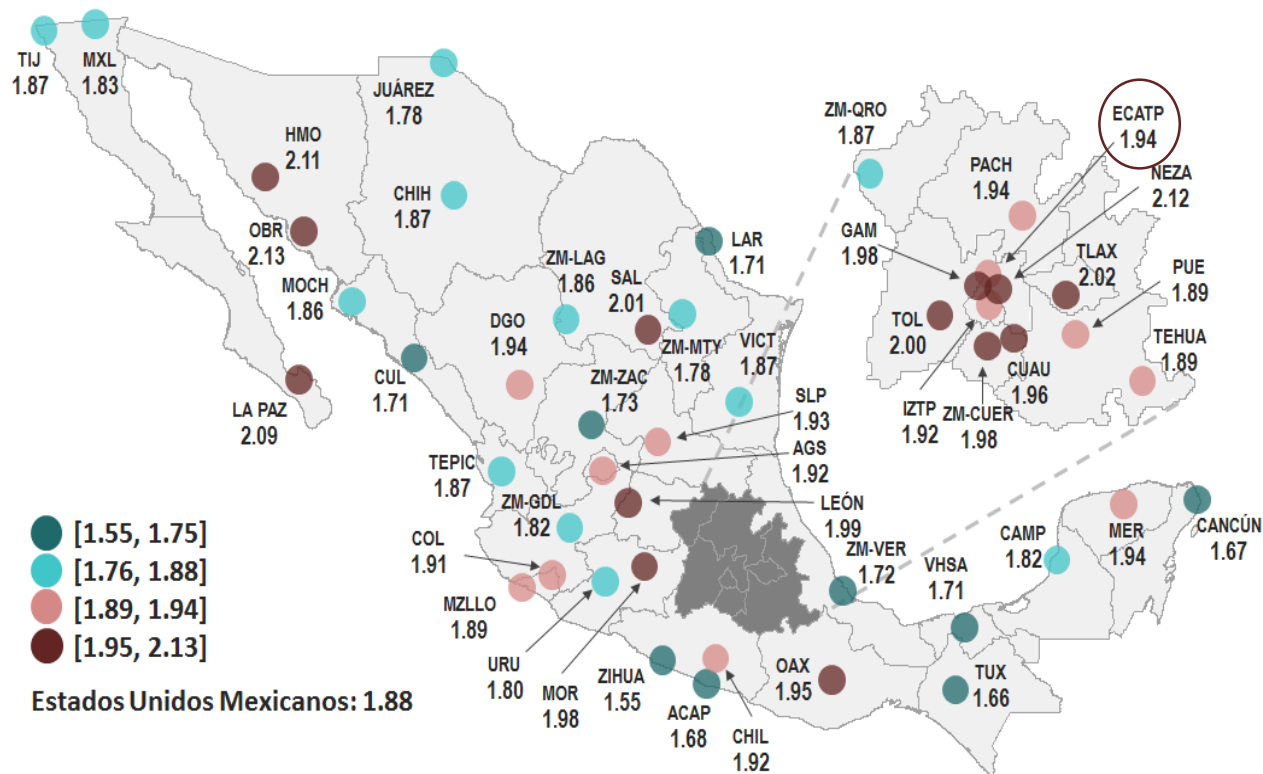 TIJ
1.87
MXL
1.83
JUÁREZ
1.78
HMO
2.11
CHIH
1.87
OBR
2.13
MOCH
1.86
LA PAZ
2.09
CUL
1.71
DGO
1.94
ZM-LAG
1.86
SAL
2.01
LAR
1.71
ZM-MTY
1.78
VICT
1.87
ZM-ZAC
1.73
SLP
1.93
AGS
1.92
TEPIC
1.87
ZM-GDL
1.82
LEÓN
1.99
COL
1.91
MZLLO
1.89
URU
1.80
MOR
1.98
ZIHUA
1.55
ACAP
1.68
CHIL
1.92
OAX
1.95
ZM-VER
1.72
VHSA
1.71
TUX
1.66
CAMP
1.82
MER
1.94
CANCÚN
1.67
ZM-QRO
1.87
PACH
1.94
ECATP
1.94
NEZA
2.12
GAM
1.98
TLAX
2.02
PUE
1.89
TOL
2.00
TEHUA
1.89
CUAU
1.96
IZTP
1.92
ZM-CUER
1.98
[1.55, 1.75]
[1.76, 1.88]
[1.89, 1.94]
[1.95, 2.13]
Estados Unidos Mexicanos: 1.88